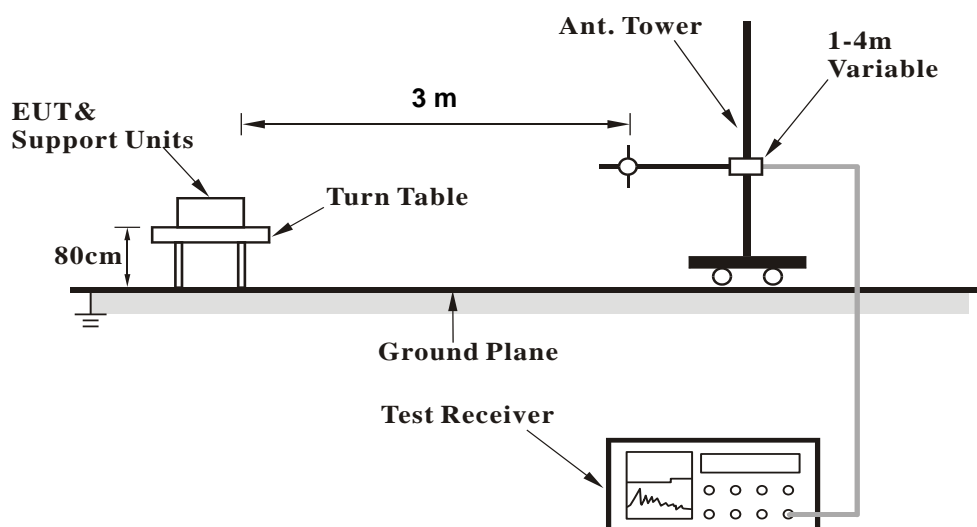 Ant. Tower
1-4m
Variable
3 m
EUT&
Support Units
Turn Table
80cm
Ground Plane
Test Receiver